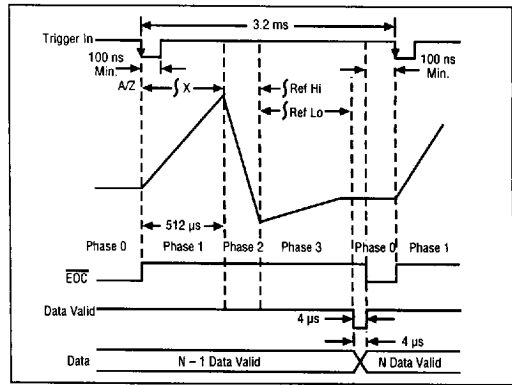 3.2 ms
Trigger In
100 ns
Min.
100 ns
Min.
A/Z
∫ X
∫ Ref Hi
∫ Ref Lo
512 µs
Phase 0
Phase 1
Phase 2
Phase 3
Phase 0
Phase 1
EOC
Data Valid
4 µs
4 µs
Data
N – 1 Data Valid
N Data Valid